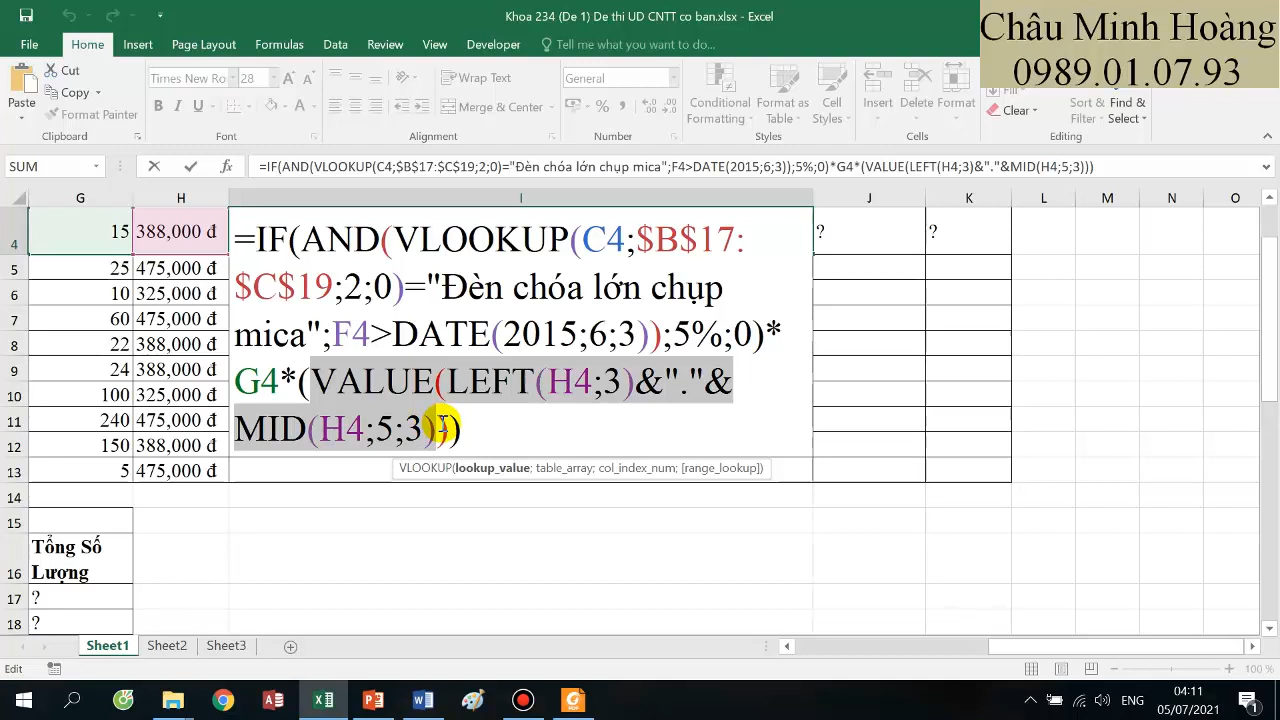 Khoa 234 (De 1) De thi UD CNTT co ban.xlsx - Excel
Châu Minh Hoàng
0989.01.07.93
File Home Insert Page Layout Formulas Data Review View Developer Tell me what you want to do...
Paste Cut Copy Format Painter
Times New Ro 28
B I U
Wrap Text
Merge & Center
General
% ,
Conditional Formatting Format as Table Cell Styles
Insert Delete Format
Fill
Clear
Sort & Filter Find & Select
Clipboard Font Alignment Number Styles Cells Editing
SUM fx =IF(AND(VLOOKUP(C4;$B$17:$C$19;2;0)="Đèn chóa lớn chụp mica";F4>DATE(2015;6;3));5%;0)*G4*(VALUE(LEFT(H4;3)&"."&MID(H4;5;3)))
G H I J K L M N O
4 15 388,000 đ ? ?
=IF(AND(VLOOKUP(C4;$B$17:
$C$19;2;0)="Đèn chóa lớn chụp
mica";F4>DATE(2015;6;3));5%;0)*
G4*(VALUE(LEFT(H4;3)&"."&
MID(H4;5;3)))
VLOOKUP(lookup_value; table_array; col_index_num; [range_lookup])
5 25 475,000 đ
6 10 325,000 đ
7 60 475,000 đ
8 22 388,000 đ
9 24 388,000 đ
10 100 325,000 đ
11 240 475,000 đ
12 150 388,000 đ
13 5 475,000 đ
14
15
16 Tổng Số
Lượng
17 ?
18 ?
Sheet1 Sheet2 Sheet3
Edit 100 %
ENG 04:11
05/07/2021
1